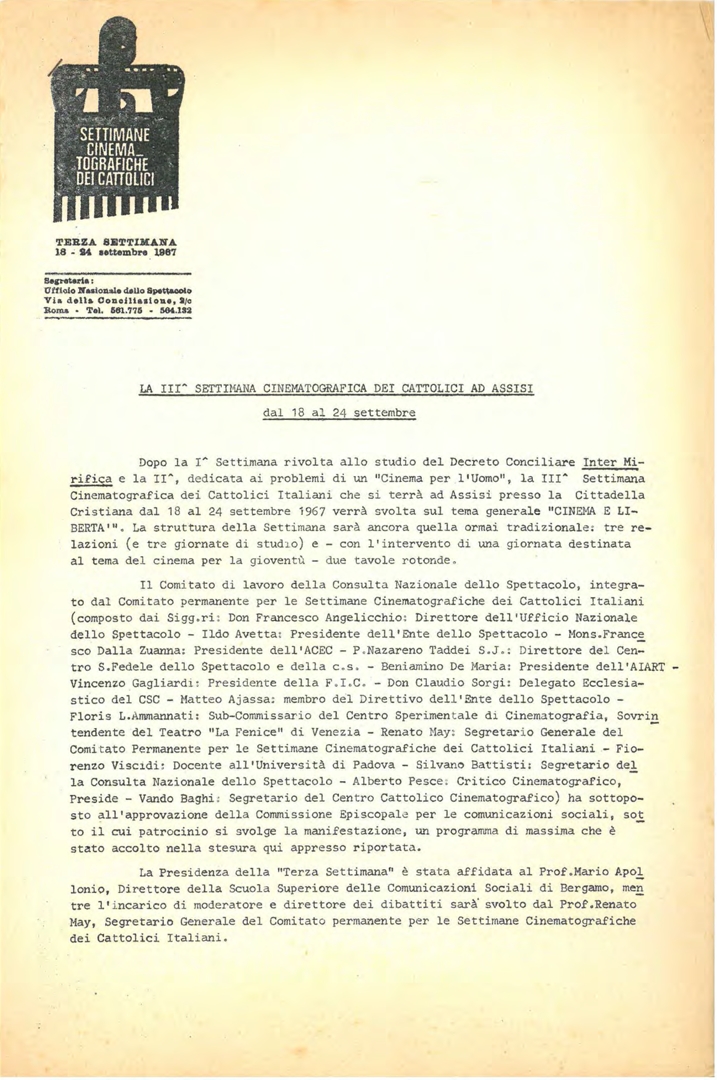 SETTIMANE
CINEMA_
TOGRAFICHE
DEI CATTOLICI
TERZA SETTIMANA
18 - 24 settembre 1967
Segreteria:
Ufficio Nazionale dello Spettacolo
Via della Conciliazione, 2/c
Roma - Tel. 561.775 - 564.132
LA III^ SETTIMANA CINEMATOGRAFICA DEI CATTOLICI AD ASSISI
dal 18 al 24 settembre
Dopo la I^ Settimana rivolta allo studio del Decreto Conciliare Inter Mi-
rifica e la II^, dedicata ai problemi di un "Cinema per l'Uomo", la III^ Settimana
Cinematografica dei Cattolici Italiani che si terrà ad Assisi presso la Cittadella
Cristiana dal 18 al 24 settembre 1967 verrà svolta sul tema generale "CINEMA E LI-
BERTA'". La struttura della Settimana sarà ancora quella ormai tradizionale: tre re-
lazioni (e tre giornate di studio) e - con l'intervento di una giornata destinata
al tema del cinema per la gioventù - due tavole rotonde.
Il Comitato di lavoro della Consulta Nazionale dello Spettacolo, integra-
to dal Comitato permanente per le Settimane Cinematografiche dei Cattolici Italiani
(composto dai Sigg.ri: Don Francesco Angelicchio: Direttore dell'Ufficio Nazionale
dello Spettacolo - Ildo Avetta: Presidente dell'Ente dello Spettacolo - Mons.France
sco Dalla Zuanna: Presidente dell'ACEC - P.Nazareno Taddei S.J.: Direttore del Cen-
tro S.Fedele dello Spettacolo e della c.s. - Beniamino De Maria: Presidente dell'AIART -
Vincenzo Gagliardi: Presidente della F.I.C. - Don Claudio Sorgi: Delegato Ecclesia-
stico del CSC - Matteo Ajassa: membro del Direttivo dell'Ente dello Spettacolo -
Floris L.Ammannati: Sub-Commissario del Centro Sperimentale di Cinematografia, Sovrin
tendente del Teatro "La Fenice" di Venezia - Renato May: Segretario Generale del
Comitato Permanente per le Settimane Cinematografiche dei Cattolici Italiani - Fio-
renzo Viscidi: Docente all'Università di Padova - Silvano Battisti: Segretario del
la Consulta Nazionale dello Spettacolo - Alberto Pesce: Critico Cinematografico,
Preside - Vando Baghi: Segretario del Centro Cattolico Cinematografico) ha sottopo-
sto all'approvazione della Commissione Episcopale per le comunicazioni sociali, sot
to il cui patrocinio si svolge la manifestazione, un programma di massima che è
stato accolto nella stesura qui appresso riportata.
La Presidenza della "Terza Settimana" è stata affidata al Prof.Mario Apol
lonio, Direttore della Scuola Superiore delle Comunicazioni Sociali di Bergamo, men
tre l'incarico di moderatore e direttore dei dibattiti sarà svolto dal Prof.Renato
May, Segretario Generale del Comitato permanente per le Settimane Cinematografiche
dei Cattolici Italiani.